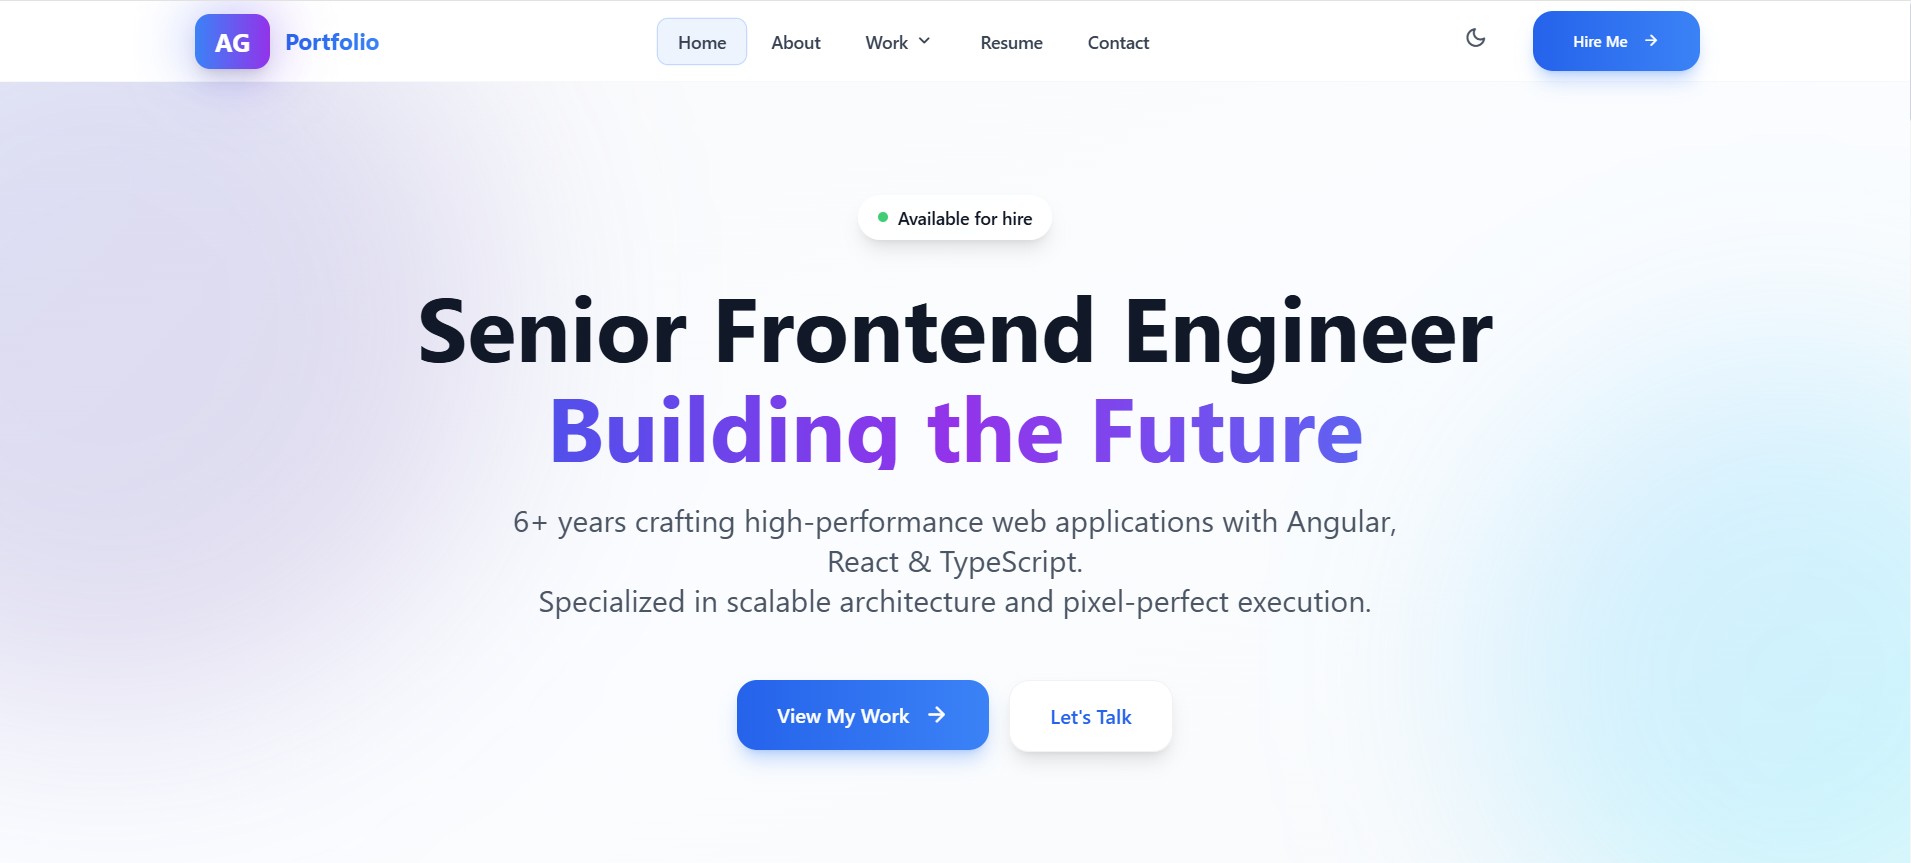 AG Portfolio
Home About Work Resume Contact
Hire Me
Available for hire
Senior Frontend Engineer
Building the Future
6+ years crafting high-performance web applications with Angular,
React & TypeScript.
Specialized in scalable architecture and pixel-perfect execution.
View My Work
Let's Talk